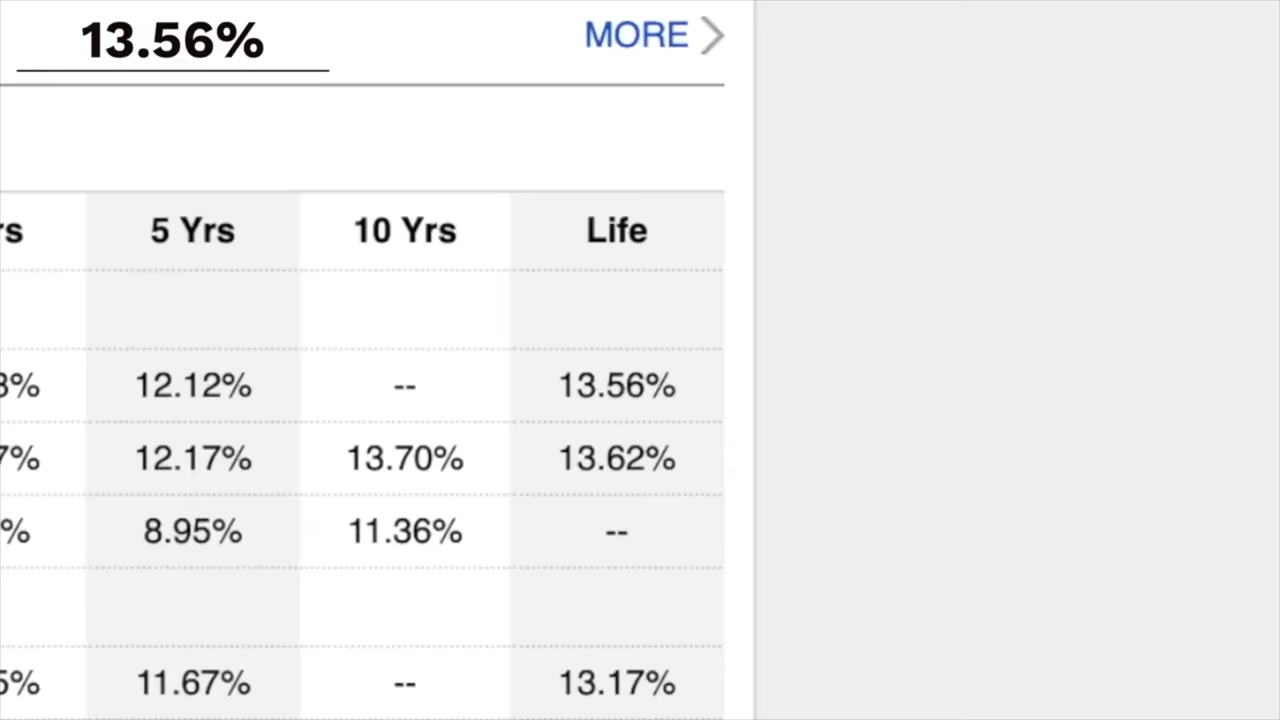 13.56% MORE
5 Yrs 10 Yrs Life
12.12% -- 13.56%
12.17% 13.70% 13.62%
8.95% 11.36% --
11.67% -- 13.17%